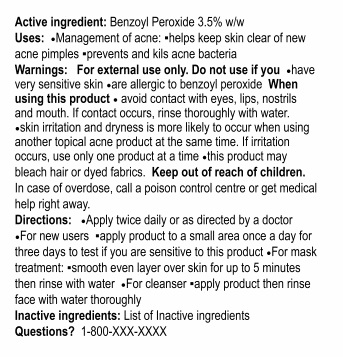 Active ingredient: Benzoyl Peroxide 3.5% w/w
Uses: •Management of acne: ▪helps keep skin clear of new
acne pimples ▪prevents and kils acne bacteria
Warnings: For external use only. Do not use if you •have
very sensitive skin •are allergic to benzoyl peroxide When
using this product • avoid contact with eyes, lips, nostrils
and mouth. If contact occurs, rinse thoroughly with water.
•skin irritation and dryness is more likely to occur when using
another topical acne product at the same time. If irritation
occurs, use only one product at a time •this product may
bleach hair or dyed fabrics. Keep out of reach of children.
In case of overdose, call a poison control centre or get medical
help right away.
Directions: •Apply twice daily or as directed by a doctor
•For new users ▪apply product to a small area once a day for
three days to test if you are sensitive to this product •For mask
treatment: ▪smooth even layer over skin for up to 5 minutes
then rinse with water •For cleanser ▪apply product then rinse
face with water thoroughly
Inactive ingredients: List of Inactive ingredients
Questions? 1-800-XXX-XXXX